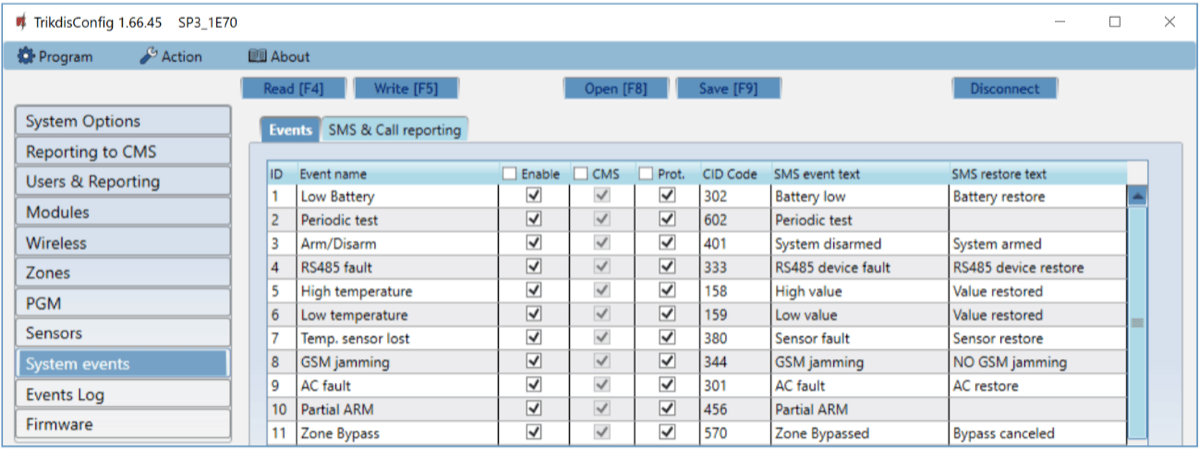 TrikdisConfig 1.66.45 SP3_1E70
Program Action About
Read [F4] Write [F5] Open [F8] Save [F9] Disconnect
System Options
Reporting to CMS
Users & Reporting
Modules
Wireless
Zones
PGM
Sensors
System events
Events Log
Firmware
Events SMS & Call reporting
ID Event name Enable CMS Prot. CID Code SMS event text SMS restore text
1 Low Battery 302 Battery low Battery restore
2 Periodic test 602 Periodic test
3 Arm/Disarm 401 System disarmed System armed
4 RS485 fault 333 RS485 device fault RS485 device restore
5 High temperature 158 High value Value restored
6 Low temperature 159 Low value Value restored
7 Temp. sensor lost 380 Sensor fault Sensor restore
8 GSM jamming 344 GSM jamming NO GSM jamming
9 AC fault 301 AC fault AC restore
10 Partial ARM 456 Partial ARM
11 Zone Bypass 570 Zone Bypassed Bypass canceled